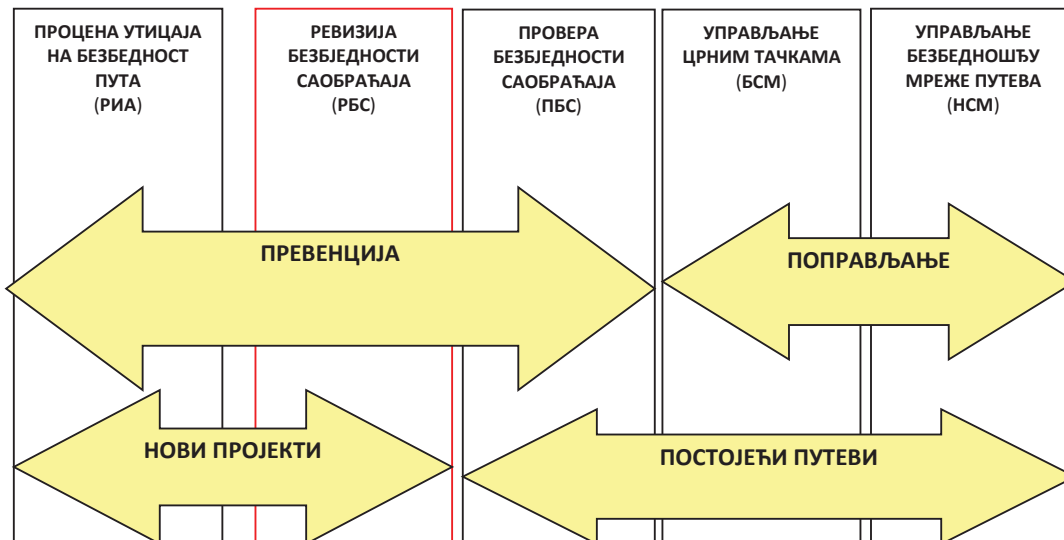 ПРОЦЕНА УТИЦАЈА
НА БЕЗБЕДНОСТ
ПУТА
(РИА)
РЕВИЗИЈА
БЕЗБЈЕДНОСТИ
САОБРАЋАЈА
(РБС)
ПРОВЕРА
БЕЗБЈЕДНОСТИ
САОБРАЋАЈА
(ПБС)
УПРАВЉАЊЕ
ЦРНИМ ТАЧКАМА
(БСМ)
УПРАВЉАЊЕ
БЕЗБЕДНОШЋУ
МРЕЖЕ ПУТЕВА
(НСМ)
ПРЕВЕНЦИЈА
ПОПРАВЉАЊЕ
НОВИ ПРОЈЕКТИ
ПОСТОЈЕЋИ ПУТЕВИ